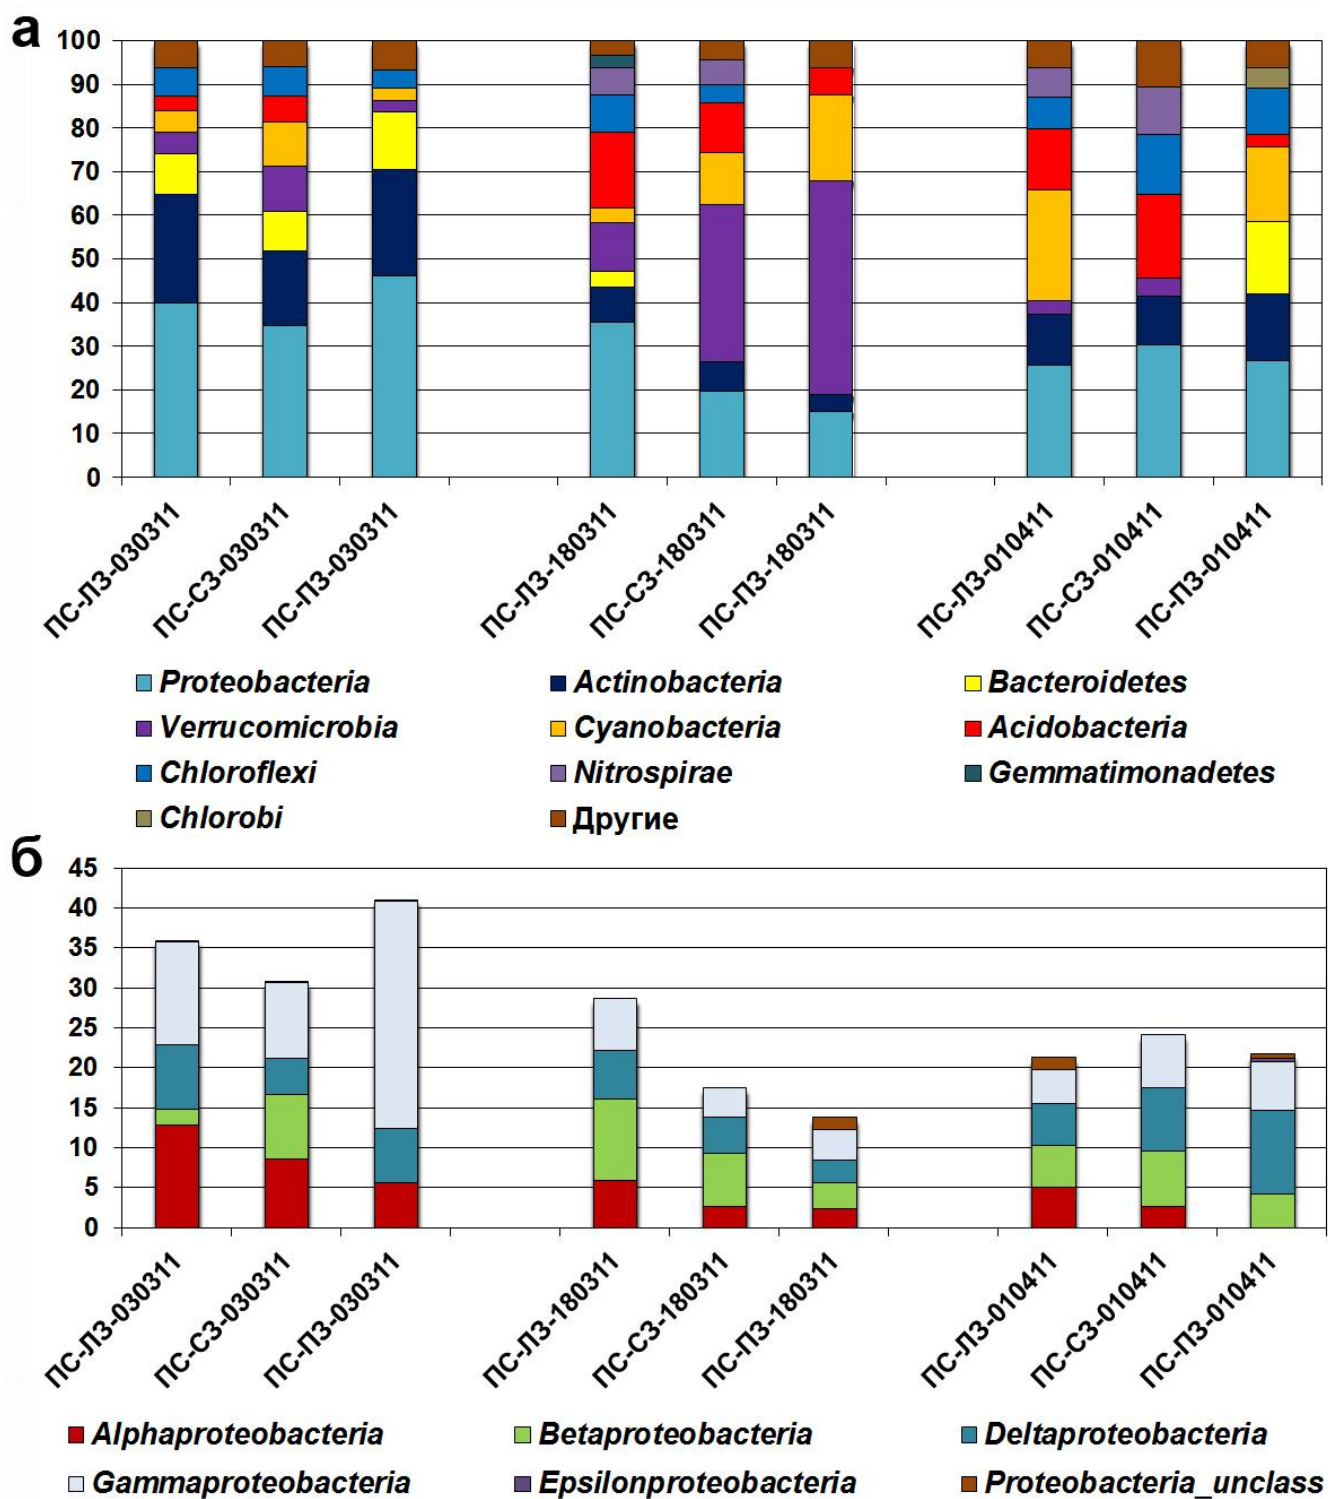 а
100
90
80
70
60
50
40
30
20
10
0
ПС-ЛЗ-030311
ПС-СЗ-030311
ПС-ПЗ-030311
ПС-ЛЗ-180311
ПС-СЗ-180311
ПС-ПЗ-180311
ПС-ЛЗ-010411
ПС-СЗ-010411
ПС-ПЗ-010411
Proteobacteria Actinobacteria Bacteroidetes
Verrucomicrobia Cyanobacteria Acidobacteria
Chloroflexi Nitrospirae Gemmatimonadetes
Chlorobi Другие
б
45
40
35
30
25
20
15
10
5
0
ПС-ЛЗ-030311
ПС-СЗ-030311
ПС-ПЗ-030311
ПС-ЛЗ-180311
ПС-СЗ-180311
ПС-ПЗ-180311
ПС-ЛЗ-010411
ПС-СЗ-010411
ПС-ПЗ-010411
Alphaproteobacteria Betaproteobacteria Deltaproteobacteria
Gammaproteobacteria Epsilonproteobacteria Proteobacteria_unclass